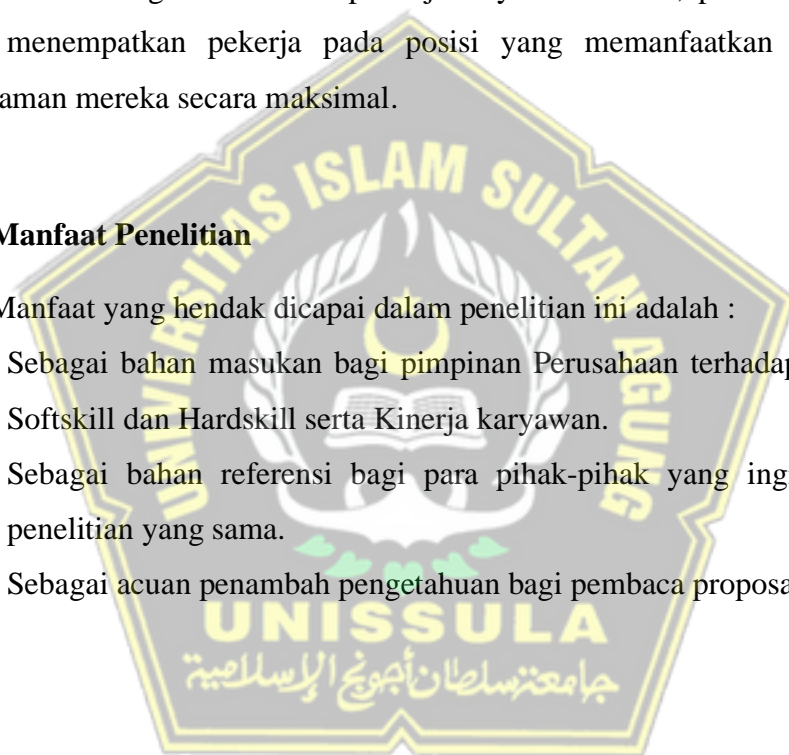 menempatkan pekerja pada posisi yang memanfaatkan
aman mereka secara maksimal.
Manfaat Penelitian
Manfaat yang hendak dicapai dalam penelitian ini adalah :
Sebagai bahan masukan bagi pimpinan Perusahaan terhadap
Softskill dan Hardskill serta Kinerja karyawan.
Sebagai bahan referensi bagi para pihak-pihak yang ing
penelitian yang sama.
Sebagai acuan penambah pengetahuan bagi pembaca proposa
UNIVERSITAS ISLAM SULTAN AGUNG
UNISSULA
جامعتنسلطان أجونج الإسلامية